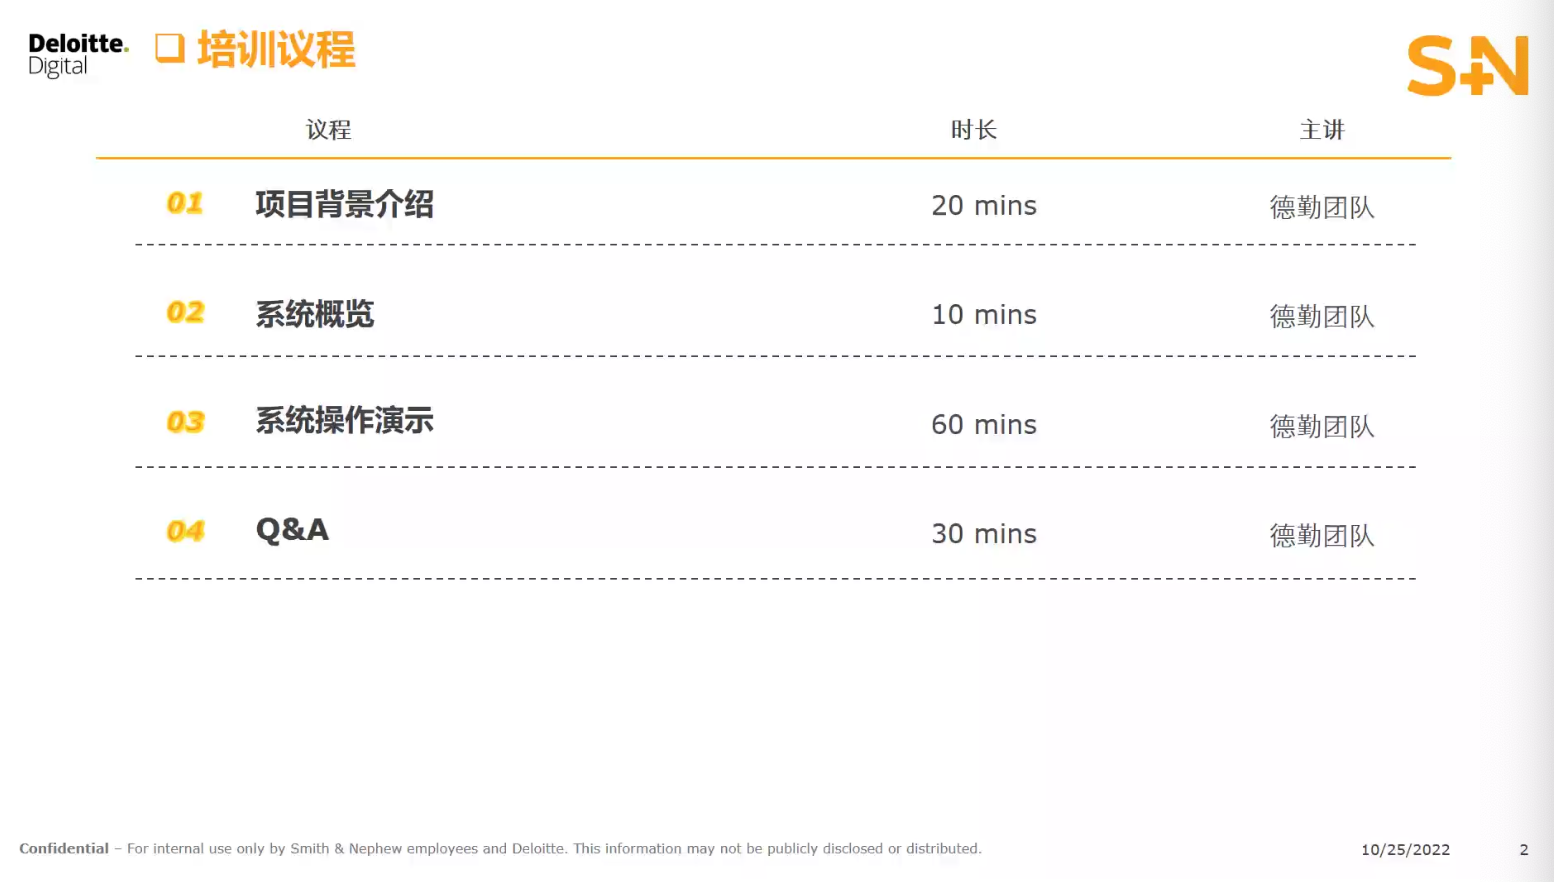 Deloitte.
Digital
培训议程
S+N
议程 时长 主讲
01 项目背景介绍 20 mins 德勤团队
02 系统概览 10 mins 德勤团队
03 系统操作演示 60 mins 德勤团队
04 Q&A 30 mins 德勤团队
Confidential – For internal use only by Smith & Nephew employees and Deloitte. This information may not be publicly disclosed or distributed. 10/25/2022 2